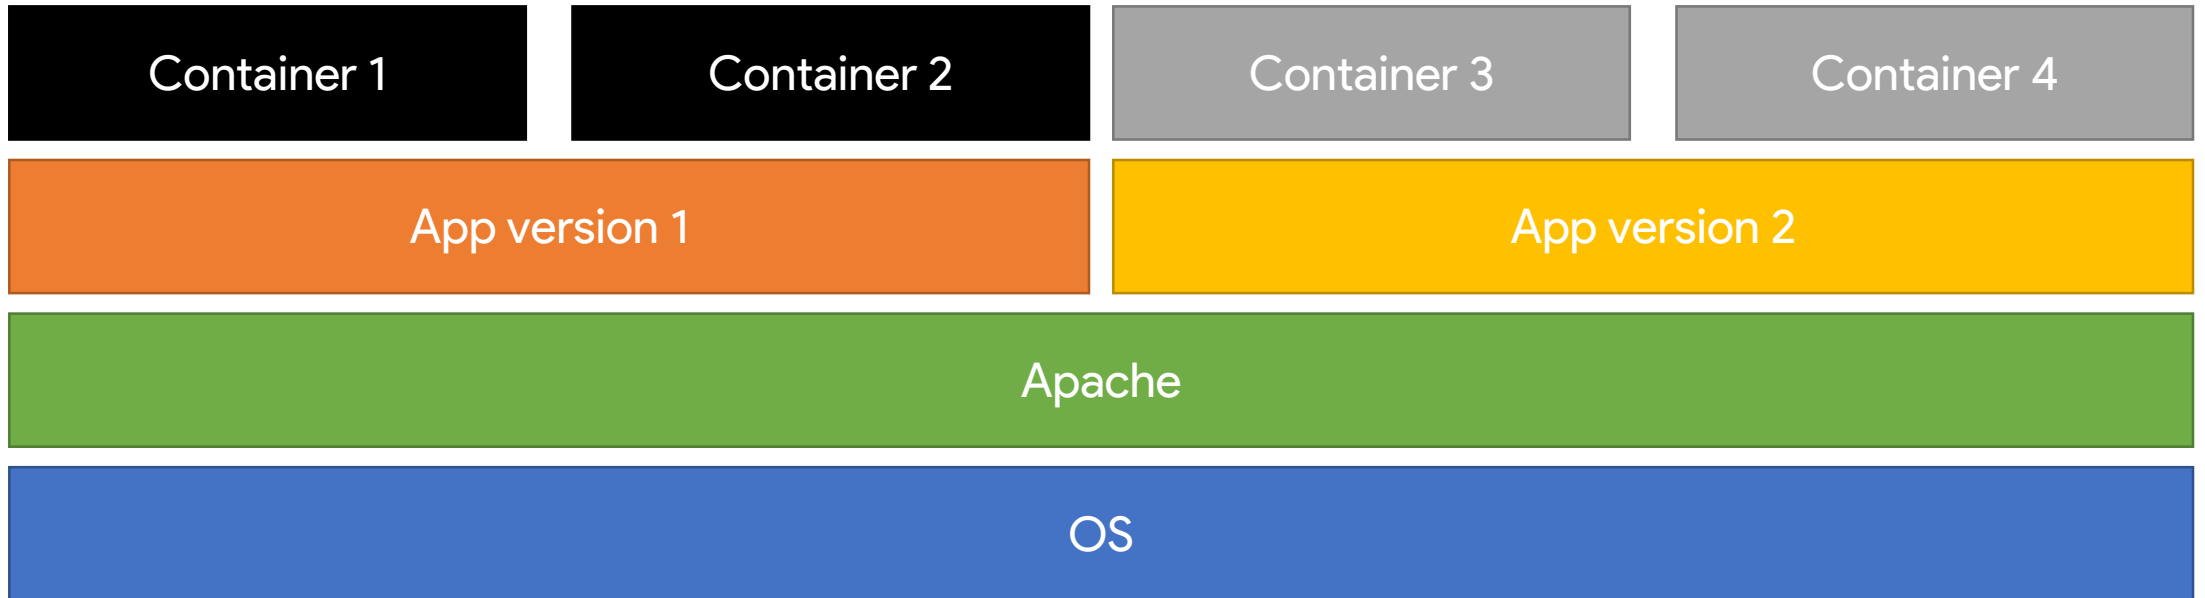 Container 1
Container 2
Container 3
Container 4
App version 1
App version 2
Apache
OS